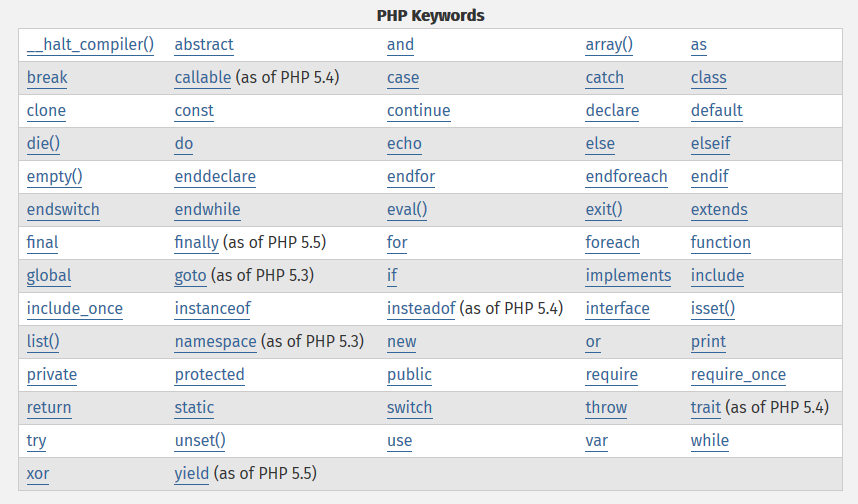 PHP Keywords
__halt_compiler() abstract and array() as
break callable (as of PHP 5.4) case catch class
clone const continue declare default
die() do echo else elseif
empty() enddeclare endfor endforeach endif
endswitch endwhile eval() exit() extends
final finally (as of PHP 5.5) for foreach function
global goto (as of PHP 5.3) if implements include
include_once instanceof insteadof (as of PHP 5.4) interface isset()
list() namespace (as of PHP 5.3) new or print
private protected public require require_once
return static switch throw trait (as of PHP 5.4)
try unset() use var while
xor yield (as of PHP 5.5)